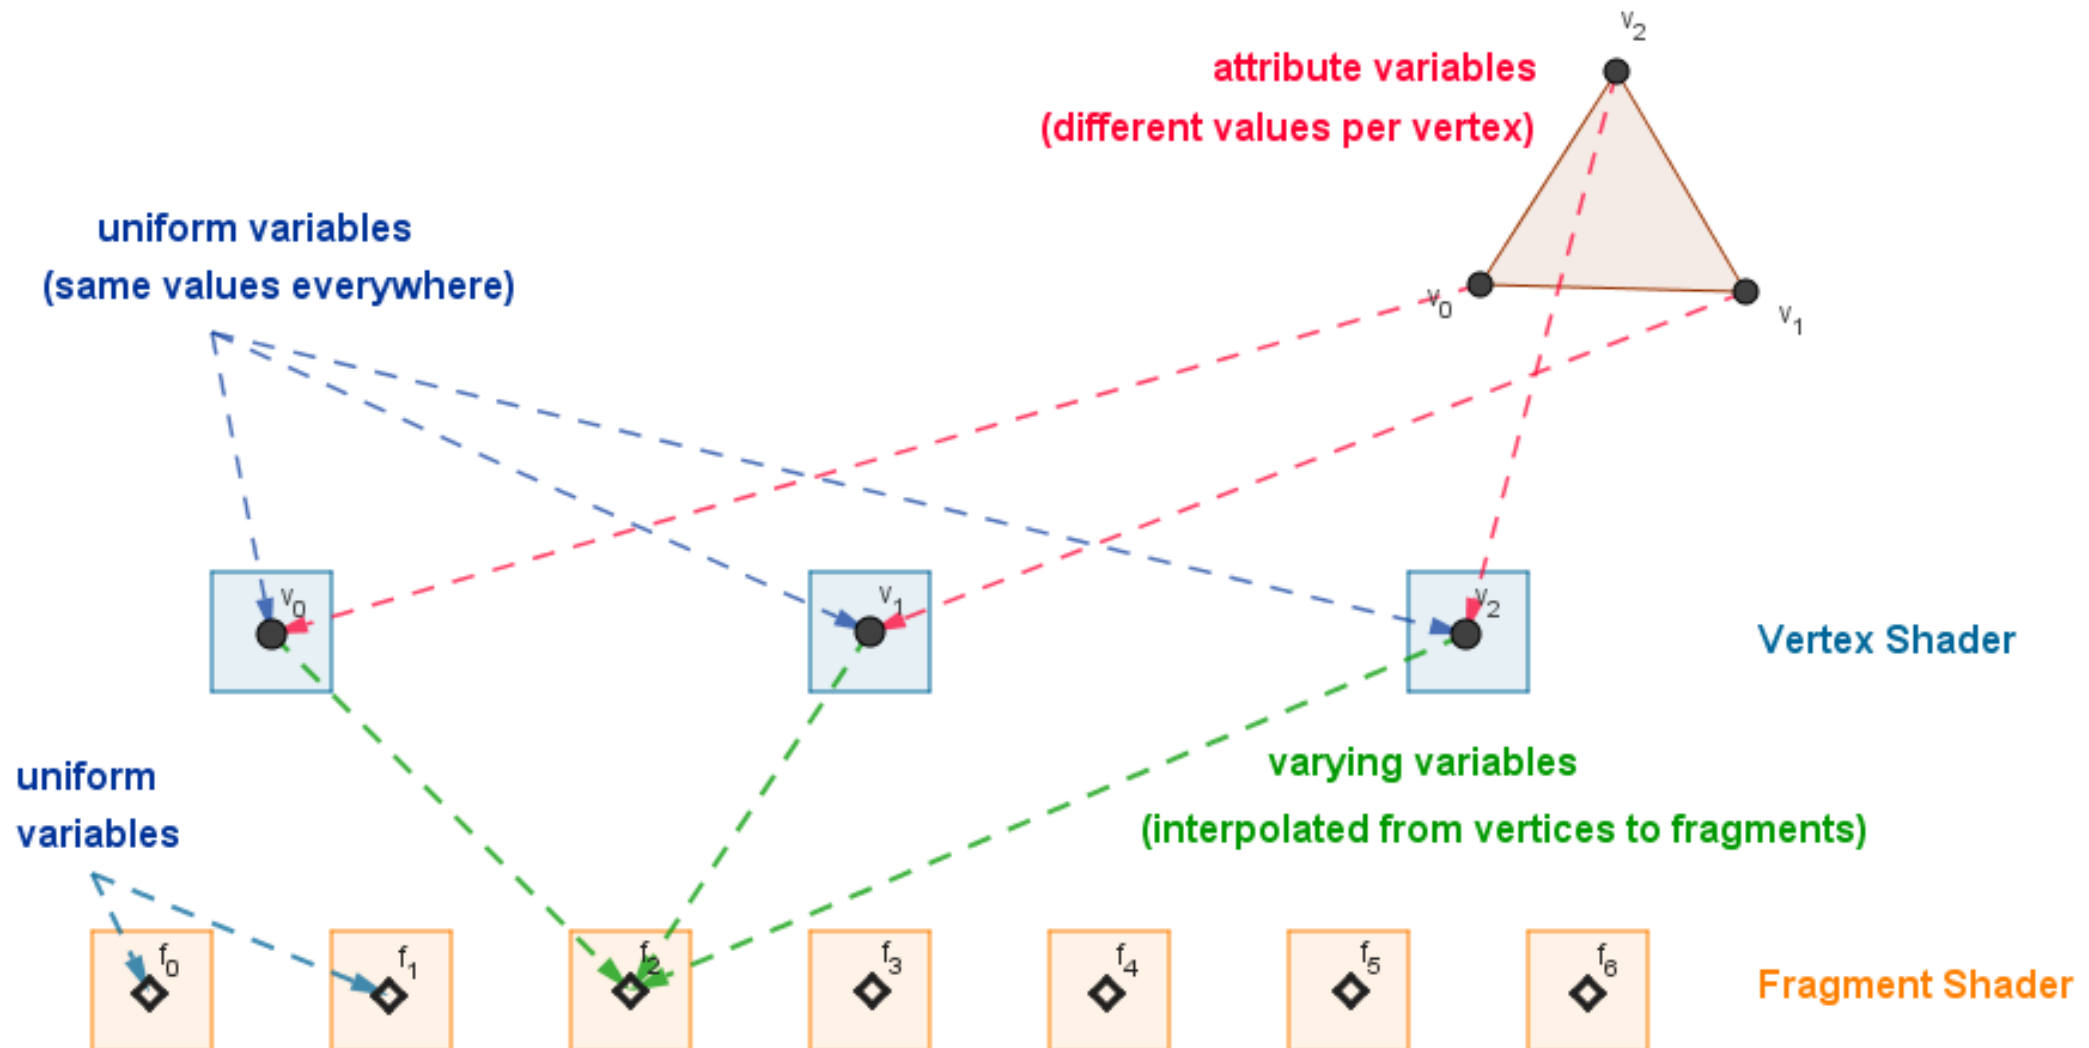 v2
attribute variables
(different values per vertex)
uniform variables
(same values everywhere)
v0
v1
v0
v1
v2
Vertex Shader
uniform
variables
varying variables
(interpolated from vertices to fragments)
f0
f1
f2
f3
f4
f5
f6
Fragment Shader